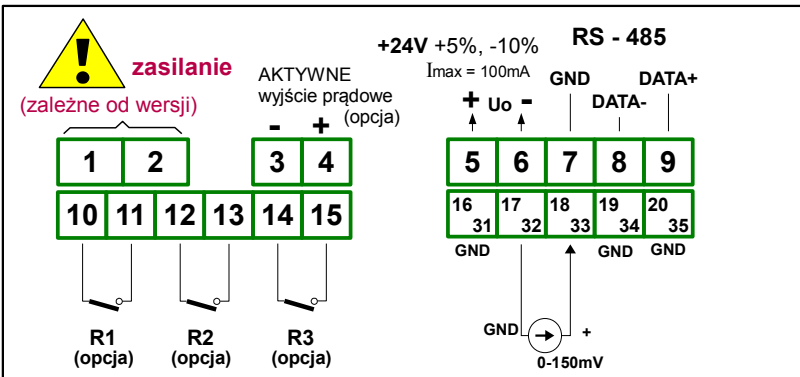 !
zasilanie
(zależne od wersji)
AKTYWNE
wyjście prądowe
(opcja)
- +
+24V +5%, -10%
Imax = 100mA
+ Uo -
RS - 485
GND DATA+
DATA-
1 2 3 4
5 6 7 8 9
10 11 12 13 14 15
16 17 18 19 20
31 32 33 34 35
GND GND GND
R1 R2 R3
(opcja) (opcja) (opcja)
GND +
0-150mV